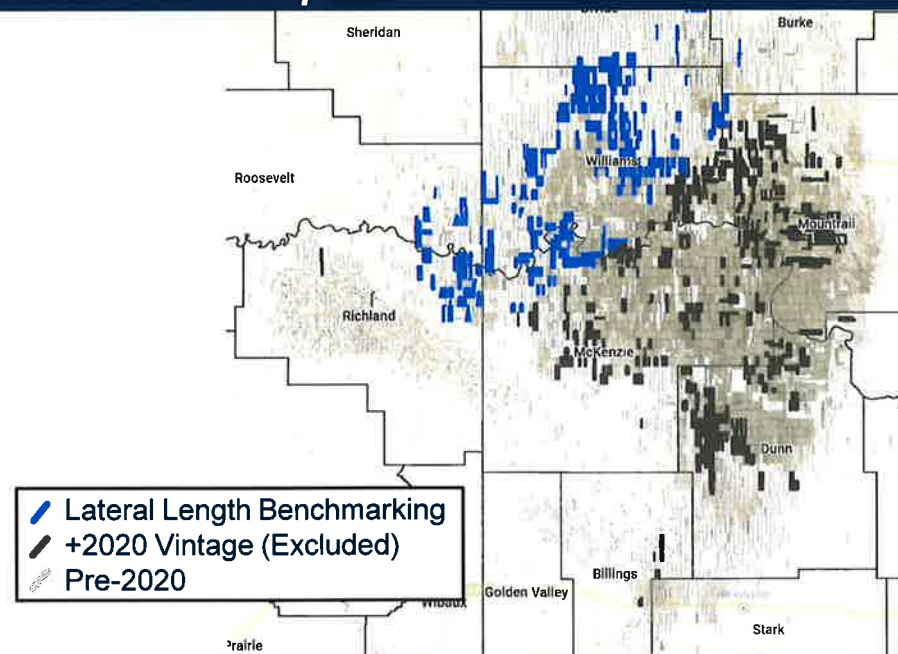 Sheridan
Burke
Williams
Roosevelt
Mountrail
Richland
McKenzie
Dunn
Lateral Length Benchmarking
+2020 Vintage (Excluded)
Pre-2020
Billings
Golden Valley
Wibaux
Stark
Prairie